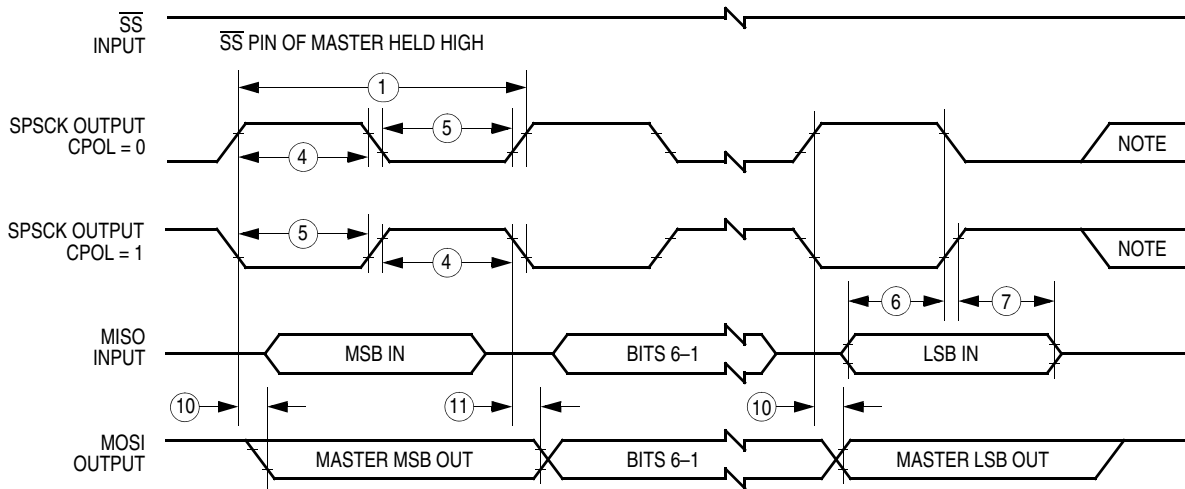 SS
INPUT
SS PIN OF MASTER HELD HIGH
1
SPSCK OUTPUT
CPOL = 0
5
4
NOTE
SPSCK OUTPUT
CPOL = 1
5
4
NOTE
6
7
MISO
INPUT
MSB IN
BITS 6–1
LSB IN
10
11
10
MOSI
OUTPUT
MASTER MSB OUT
BITS 6–1
MASTER LSB OUT